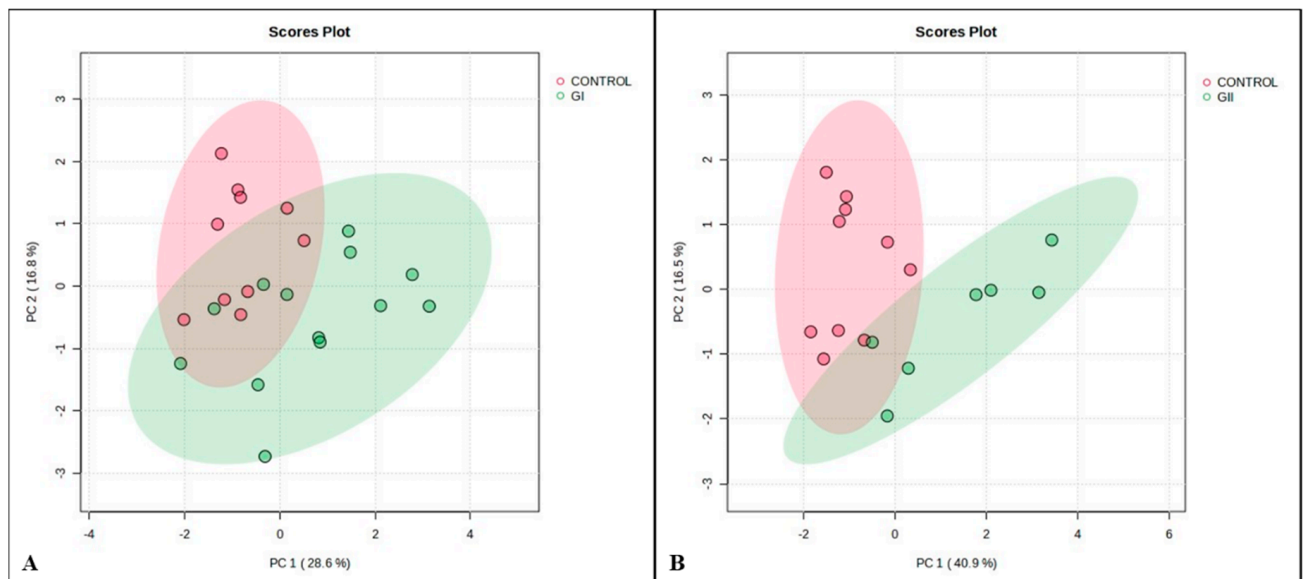 Scores Plot
CONTROL
GI
3
2
1
0
-1
-2
-3
PC 2 ( 16.8 %)
-4
-2
0
2
4
PC 1 ( 28.6 %)
A
Scores Plot
CONTROL
GII
3
2
1
0
-1
-2
-3
PC 2 ( 16.5 %)
-2
0
2
4
6
PC 1 ( 40.9 %)
B